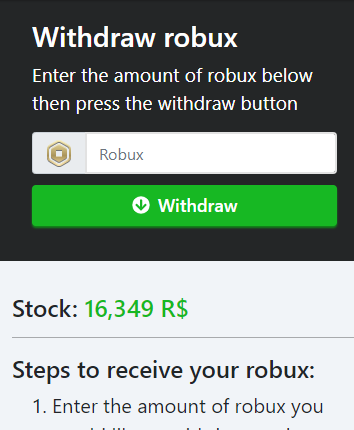 Withdraw robux
Enter the amount of robux below
then press the withdraw button
Robux
Withdraw
Stock: 16,349 R$
Steps to receive your robux:
1. Enter the amount of robux you